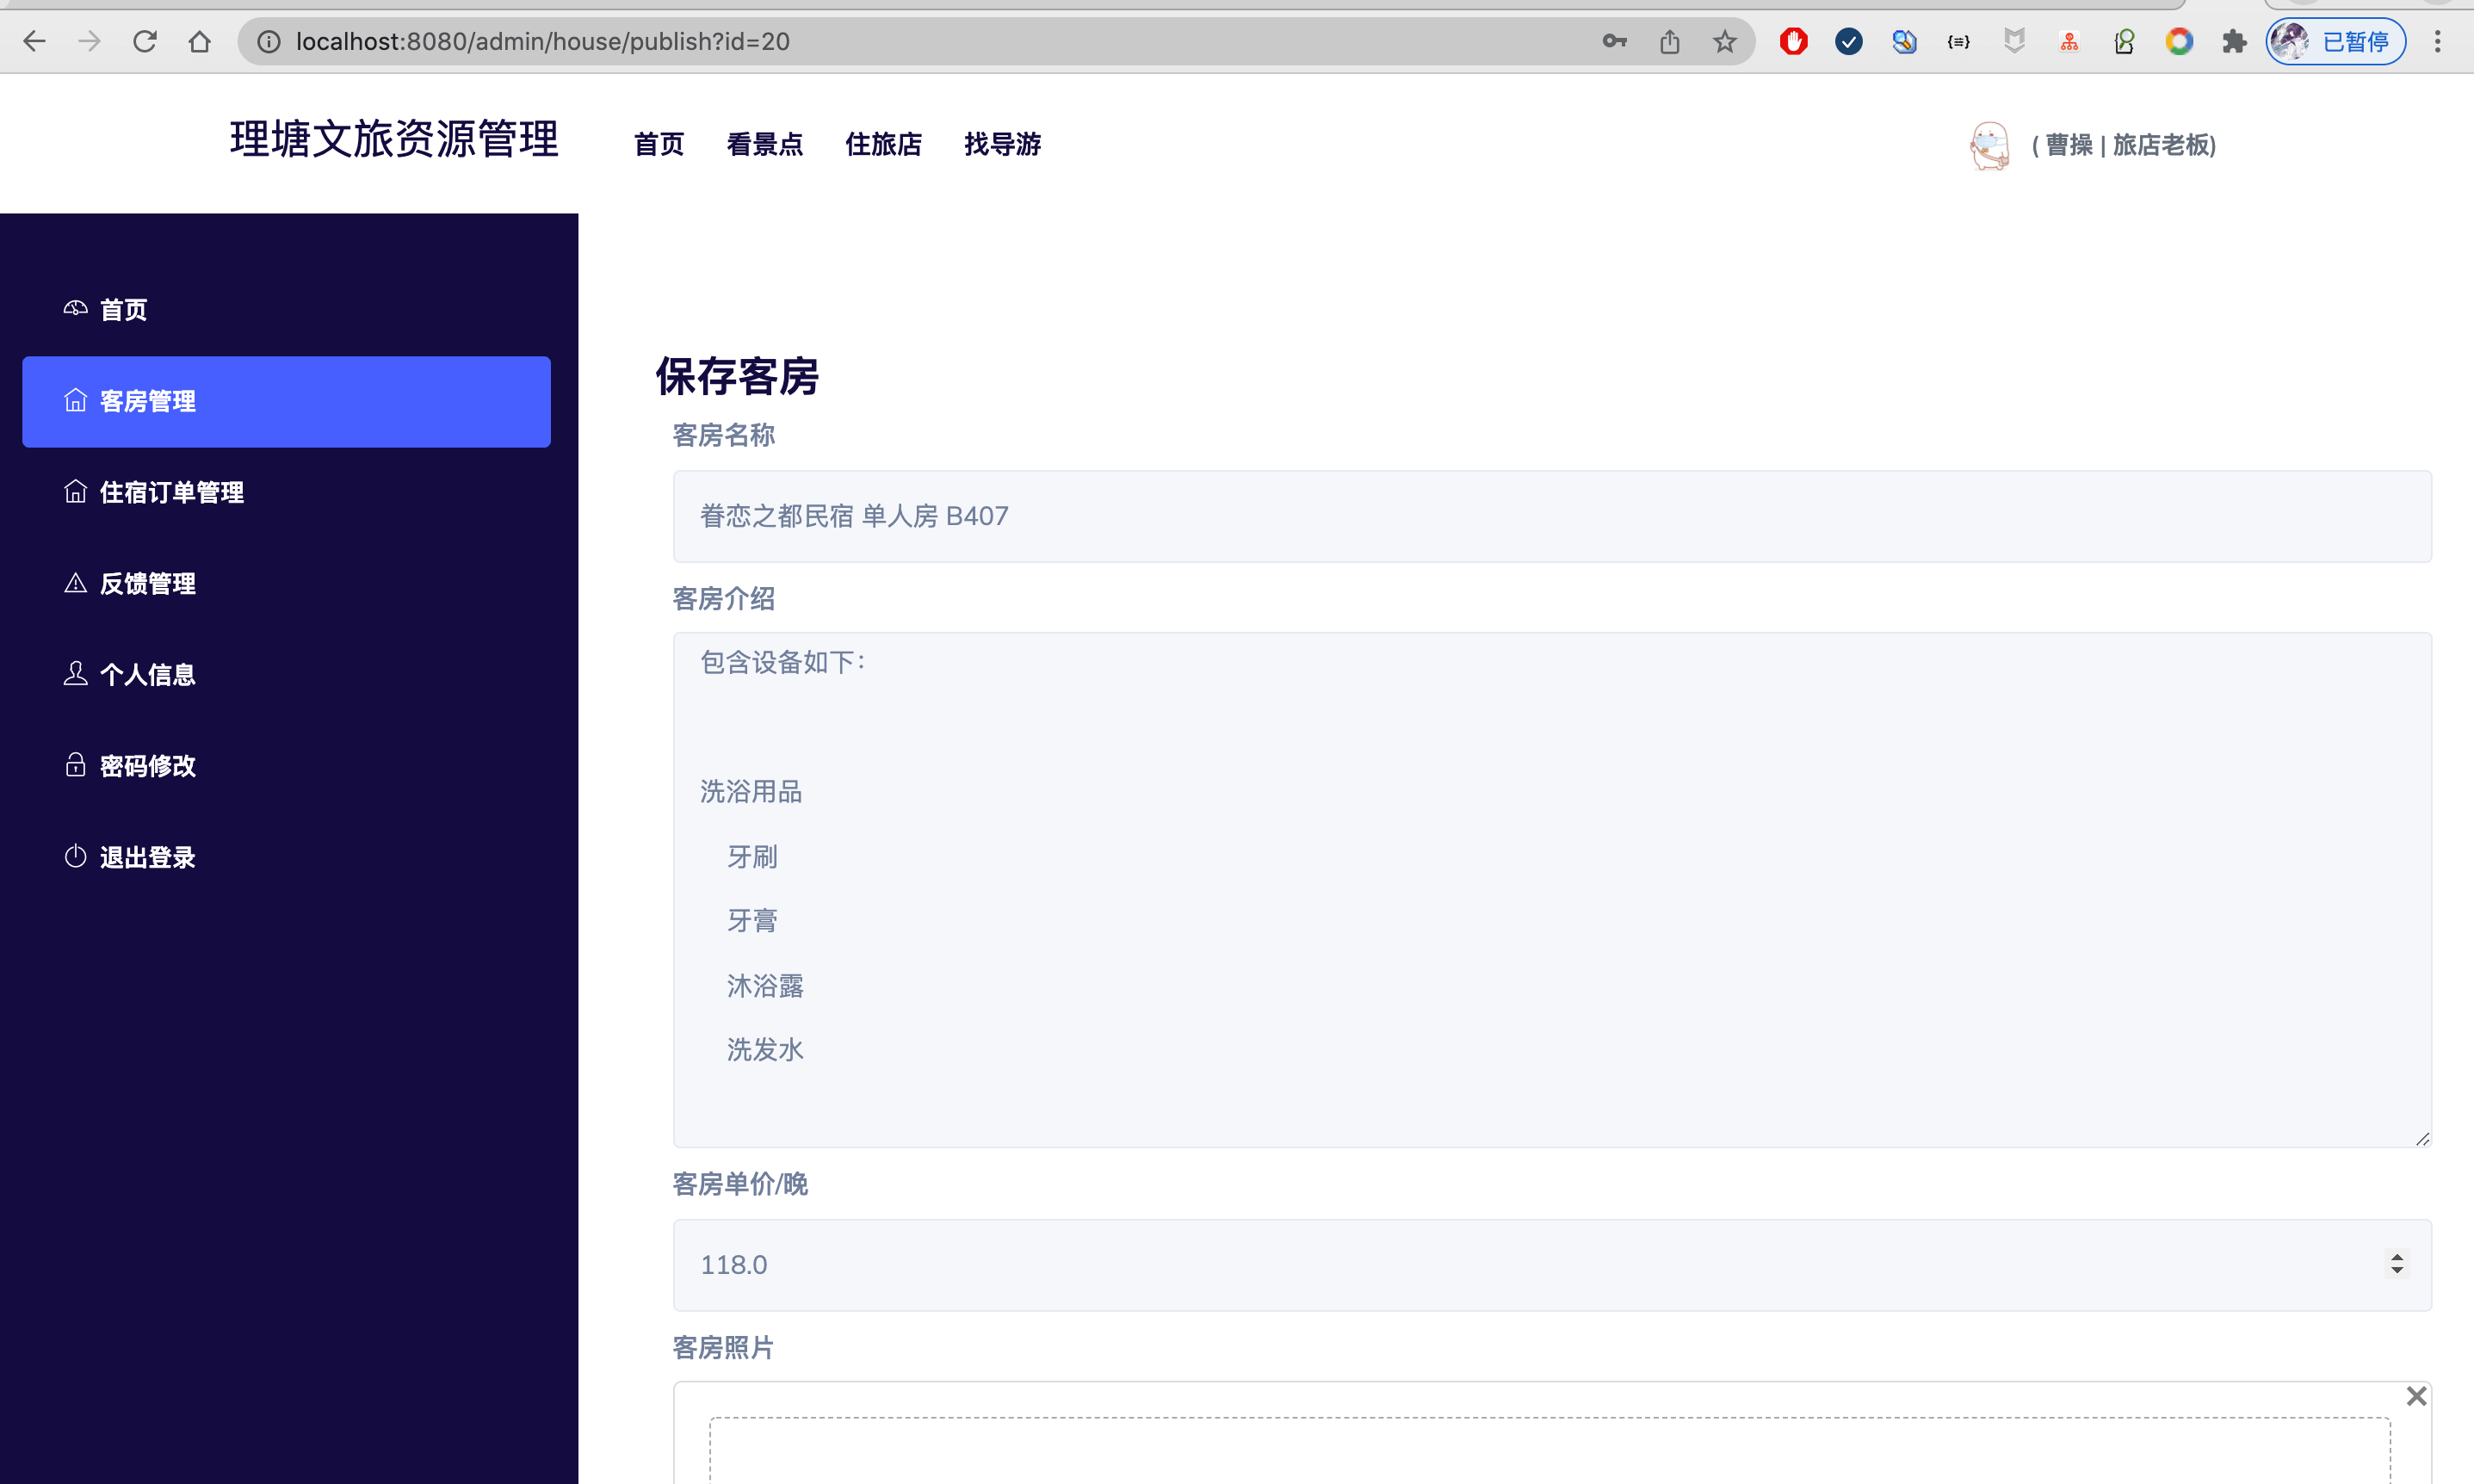 localhost:8080/admin/house/publish?id=20
已暂停
理塘文旅资源管理
首页 看景点 住旅店 找导游
( 曹操 | 旅店老板)
首页
客房管理
住宿订单管理
反馈管理
个人信息
密码修改
退出登录
保存客房
客房名称
眷恋之都民宿 单人房 B407
客房介绍
包含设备如下：
洗浴用品
牙刷
牙膏
沐浴露
洗发水
客房单价/晚
118.0
客房照片